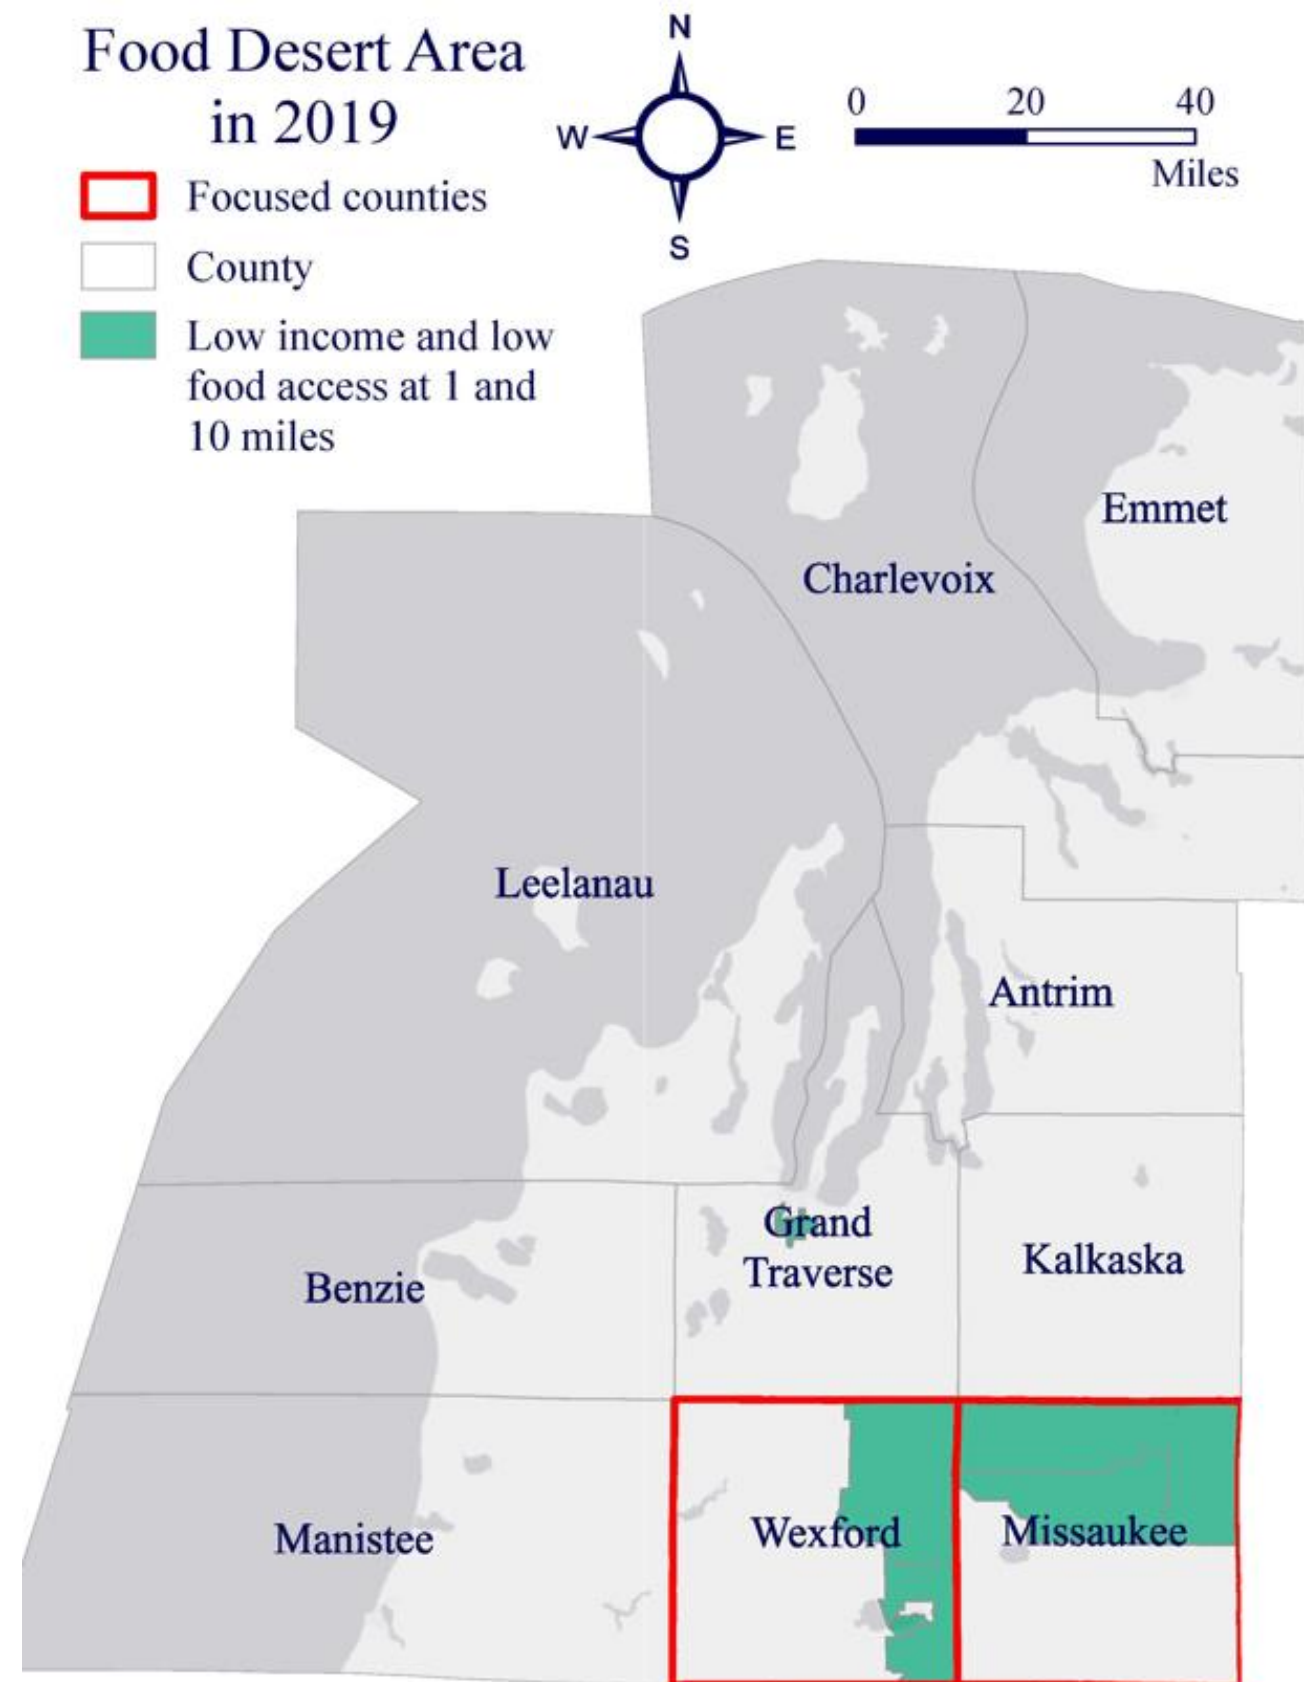 Food Desert Area
in 2019
Focused counties
County
Low income and low
food access at 1 and
10 miles
N
W E
S
0 20 40
Miles
Emmet
Charlevoix
Leelanau
Antrim
Grand
Traverse
Kalkaska
Benzie
Manistee
Wexford
Missaukee